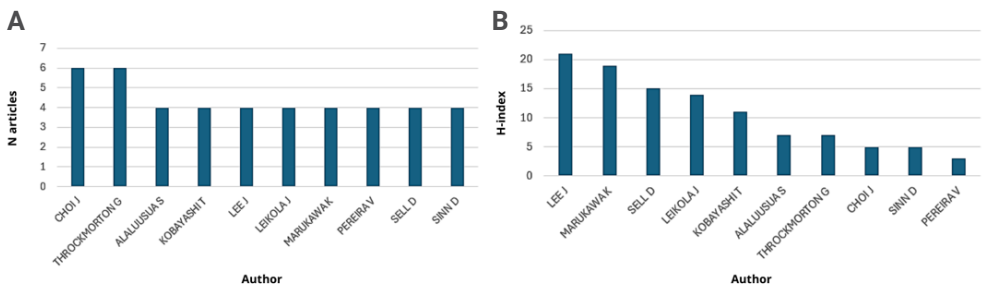 A
7
6
5
4
3
2
1
0
N articles
CHOI J
THROCKMORTON G
ALALUUSUA S
KOBAYASHI T
LEE J
LEIKOLA J
MARUKAWA K
PEREIRA V
SELL D
SINN D
Author
B
25
20
15
10
5
0
H-index
LEE J
MARUKAWA K
SELL D
LEIKOLA J
KOBAYASHI T
ALALUUSUA S
THROCKMORTON G
CHOI J
SINN D
PEREIRA V
Author